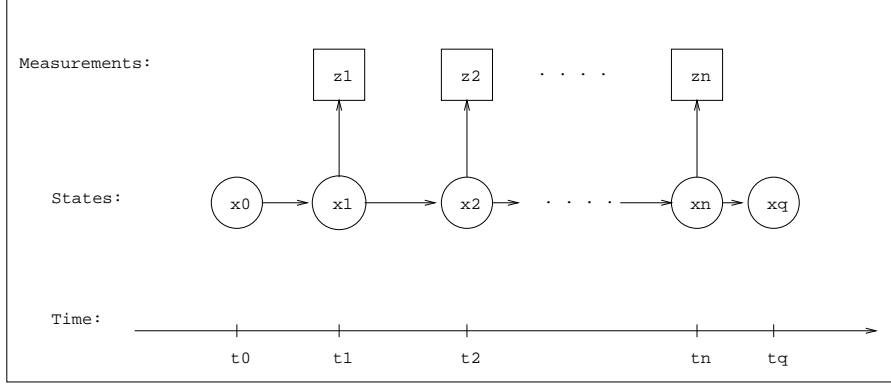 Measurements: z1 z2 . . . . zn
States: x0 x1 x2 . . . . xn xq
Time:
t0 t1 t2 tn tq